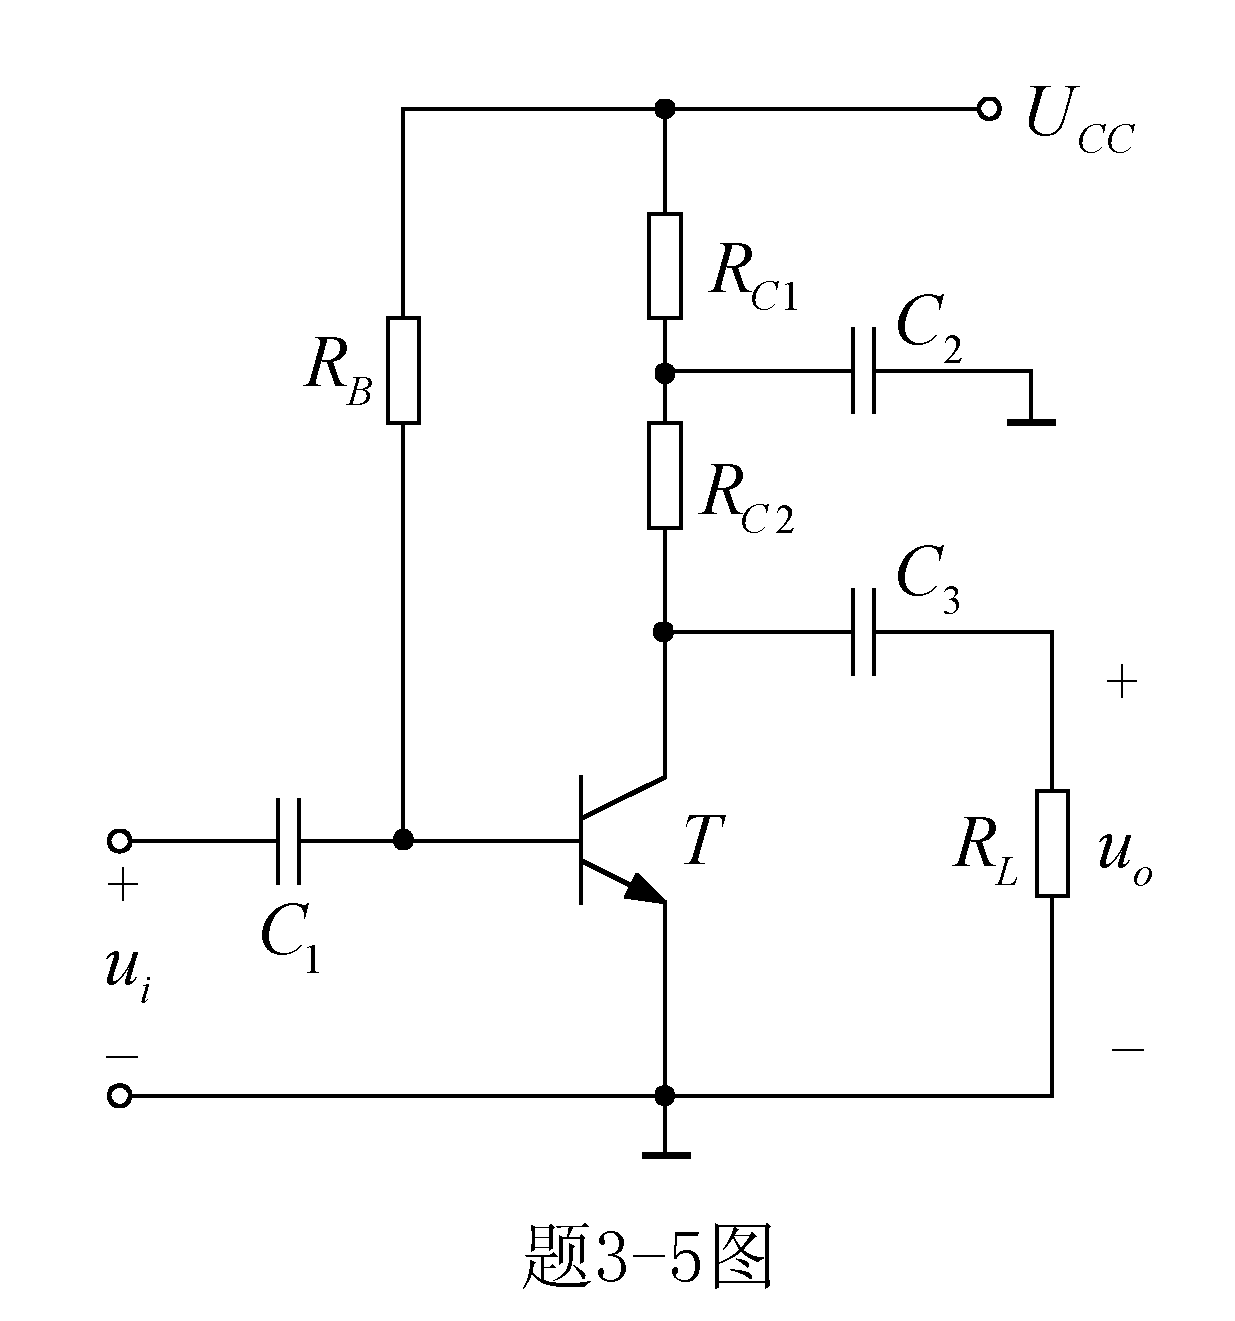 U_CC
R_C1
C_2
R_B
R_C2
C_3
+
T
R_L
u_o
+
C_1
u_i
−
−
题3-5图